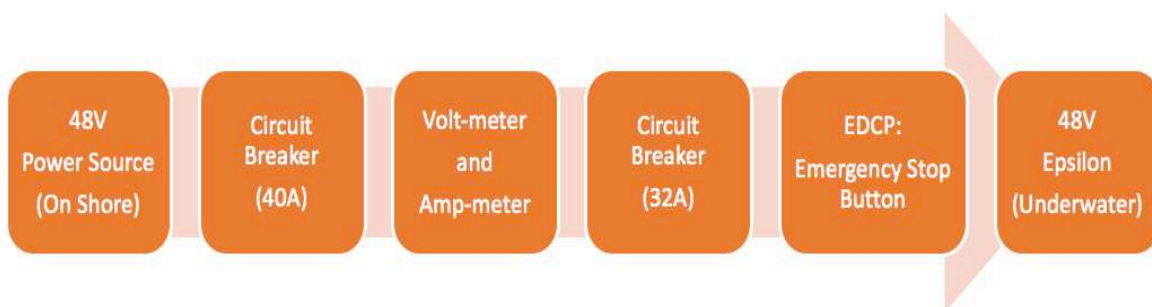 48V
Power Source
(On Shore)
Circuit
Breaker
(40A)
Volt-meter
and
Amp-meter
Circuit
Breaker
(32A)
EDCP:
Emergency Stop
Button
48V
Epsilon
(Underwater)